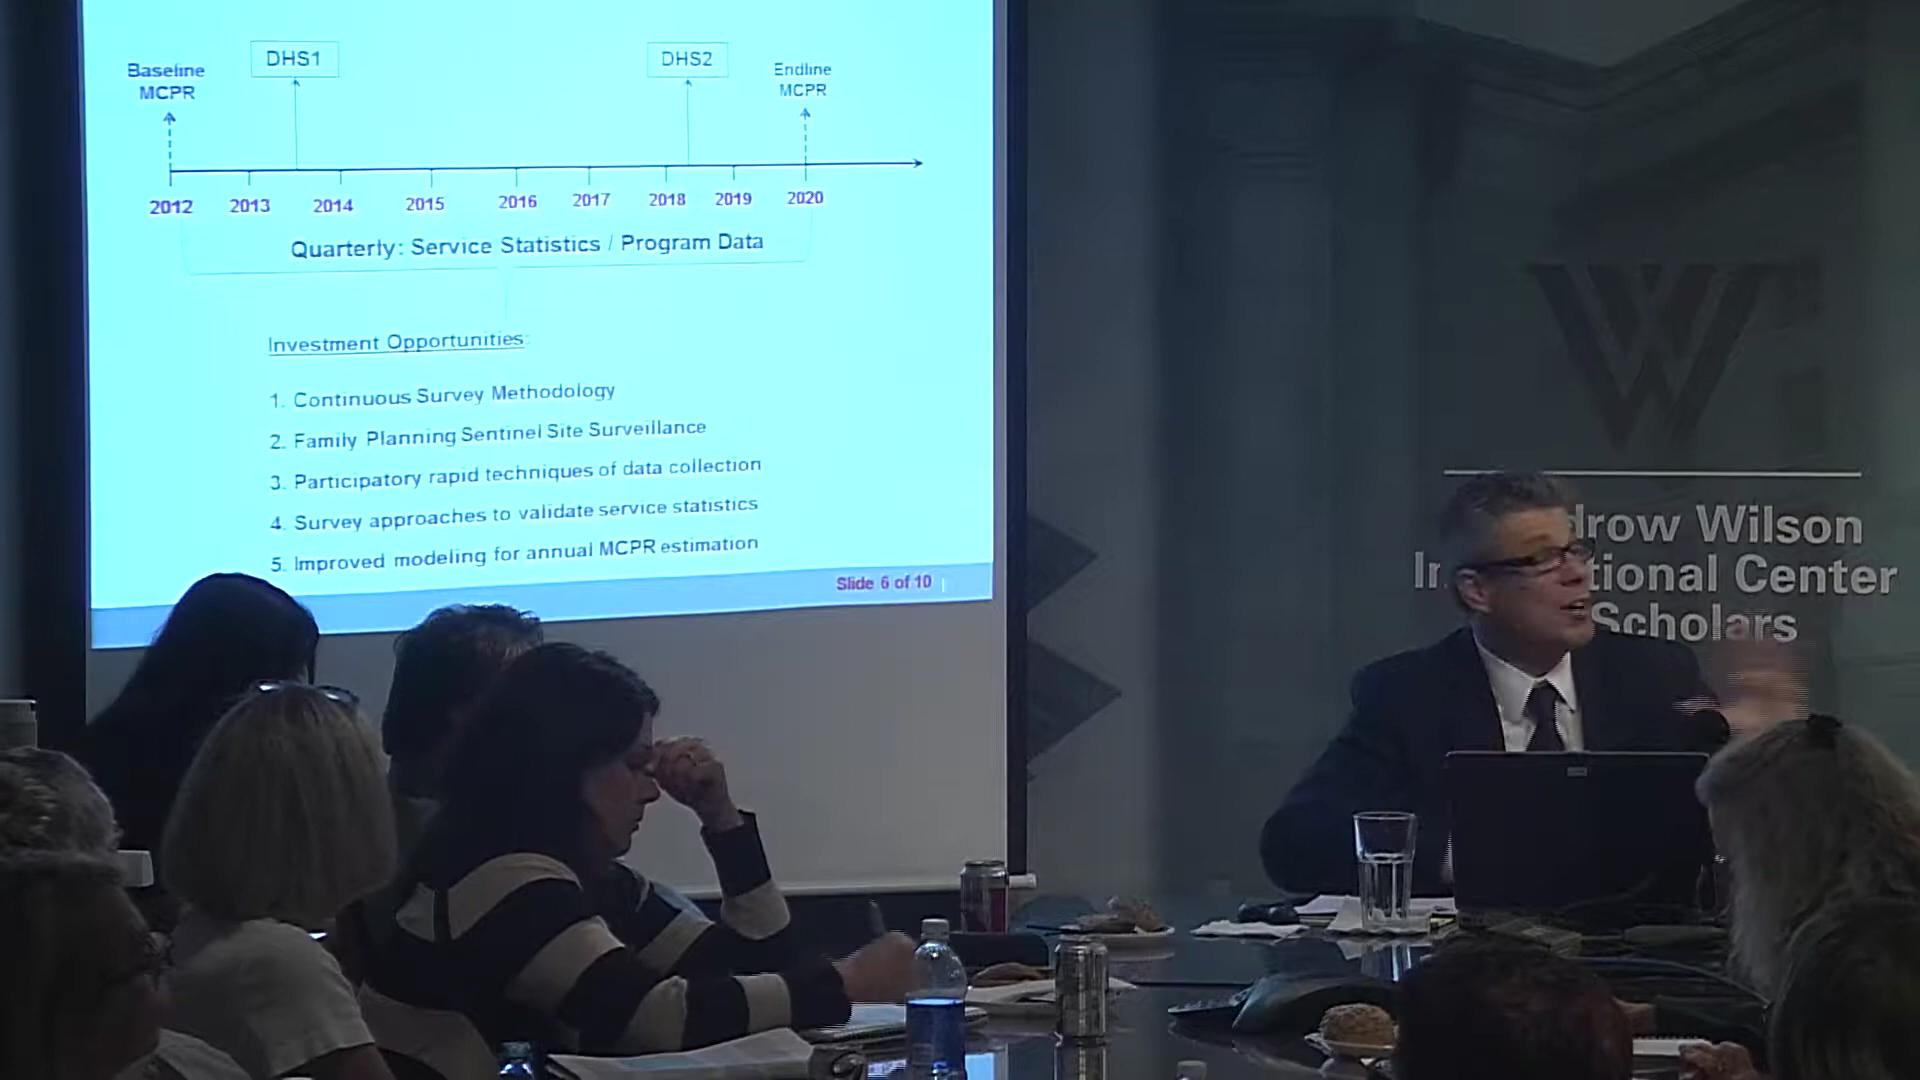 DHS1
DHS2
Baseline
MCPR
Endline
MCPR
2012 2013 2014 2015 2016 2017 2018 2019 2020
Quarterly: Service Statistics / Program Data
Investment Opportunities:
1. Continuous Survey Methodology
2. Family Planning Sentinel Site Surveillance
3. Participatory rapid techniques of data collection
4. Survey approaches to validate service statistics
5. Improved modeling for annual MCPR estimation
Slide 6 of 10
W
drow Wilson
tional Center
Scholars